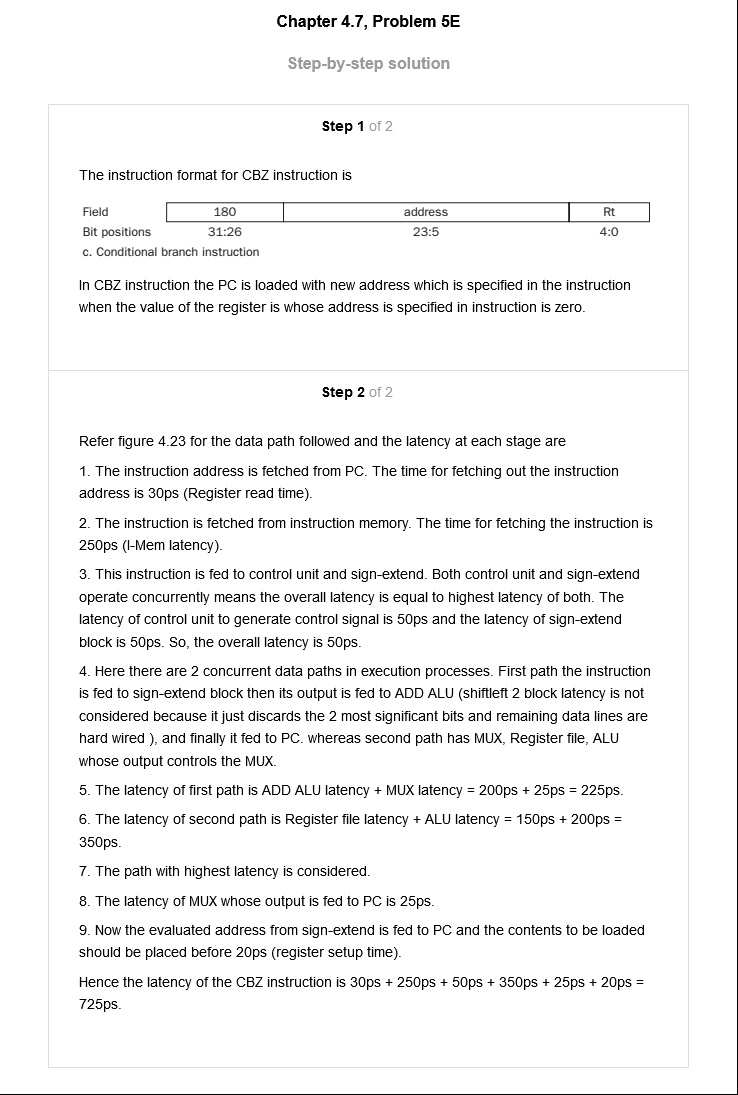 Chapter 4.7, Problem 5E
Step-by-step solution
Step 1 of 2
The instruction format for CBZ instruction is
Field 180 address Rt
Bit positions 31:26 23:5 4:0
c. Conditional branch instruction
In CBZ instruction the PC is loaded with new address which is specified in the instruction
when the value of the register is whose address is specified in instruction is zero.
Step 2 of 2
Refer figure 4.23 for the data path followed and the latency at each stage are
1. The instruction address is fetched from PC. The time for fetching out the instruction
address is 30ps (Register read time).
2. The instruction is fetched from instruction memory. The time for fetching the instruction is
250ps (I-Mem latency).
3. This instruction is fed to control unit and sign-extend. Both control unit and sign-extend
operate concurrently means the overall latency is equal to highest latency of both. The
latency of control unit to generate control signal is 50ps and the latency of sign-extend
block is 50ps. So, the overall latency is 50ps.
4. Here there are 2 concurrent data paths in execution processes. First path the instruction
is fed to sign-extend block then its output is fed to ADD ALU (shiftleft 2 block latency is not
considered because it just discards the 2 most significant bits and remaining data lines are
hard wired ), and finally it fed to PC. whereas second path has MUX, Register file, ALU
whose output controls the MUX.
5. The latency of first path is ADD ALU latency + MUX latency = 200ps + 25ps = 225ps.
6. The latency of second path is Register file latency + ALU latency = 150ps + 200ps =
350ps.
7. The path with highest latency is considered.
8. The latency of MUX whose output is fed to PC is 25ps.
9. Now the evaluated address from sign-extend is fed to PC and the contents to be loaded
should be placed before 20ps (register setup time).
Hence the latency of the CBZ instruction is 30ps + 250ps + 50ps + 350ps + 25ps + 20ps =
725ps.